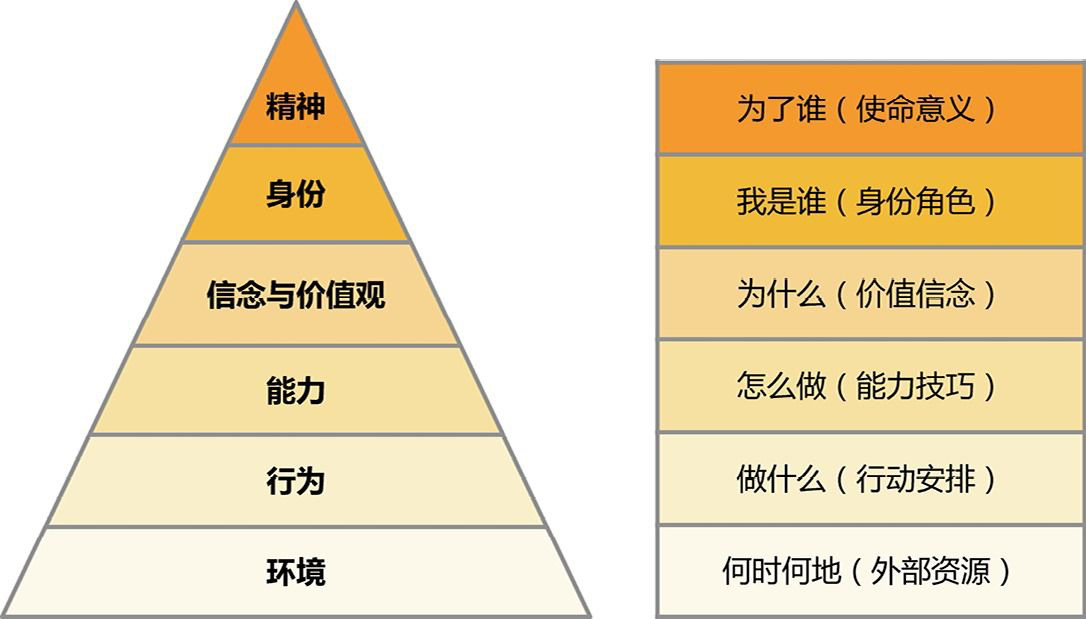 精神
身份
信念与价值观
能力
行为
环境
为了谁（使命意义）
我是谁（身份角色）
为什么（价值信念）
怎么做（能力技巧）
做什么（行动安排）
何时何地（外部资源）